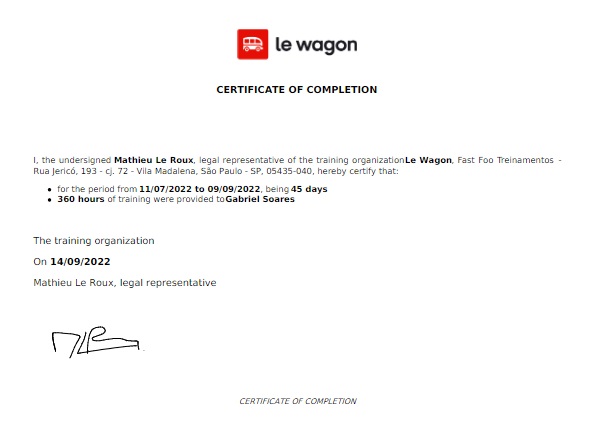 le wagon
CERTIFICATE OF COMPLETION
I, the undersigned Mathieu Le Roux, legal representative of the training organizationLe Wagon, Fast Foo Treinamentos -
Rua Jericó, 193 - cj. 72 - Vila Madalena, São Paulo - SP, 05435-040, hereby certify that:
• for the period from 11/07/2022 to 09/09/2022, being 45 days
• 360 hours of training were provided toGabriel Soares
The training organization
On 14/09/2022
Mathieu Le Roux, legal representative
CERTIFICATE OF COMPLETION